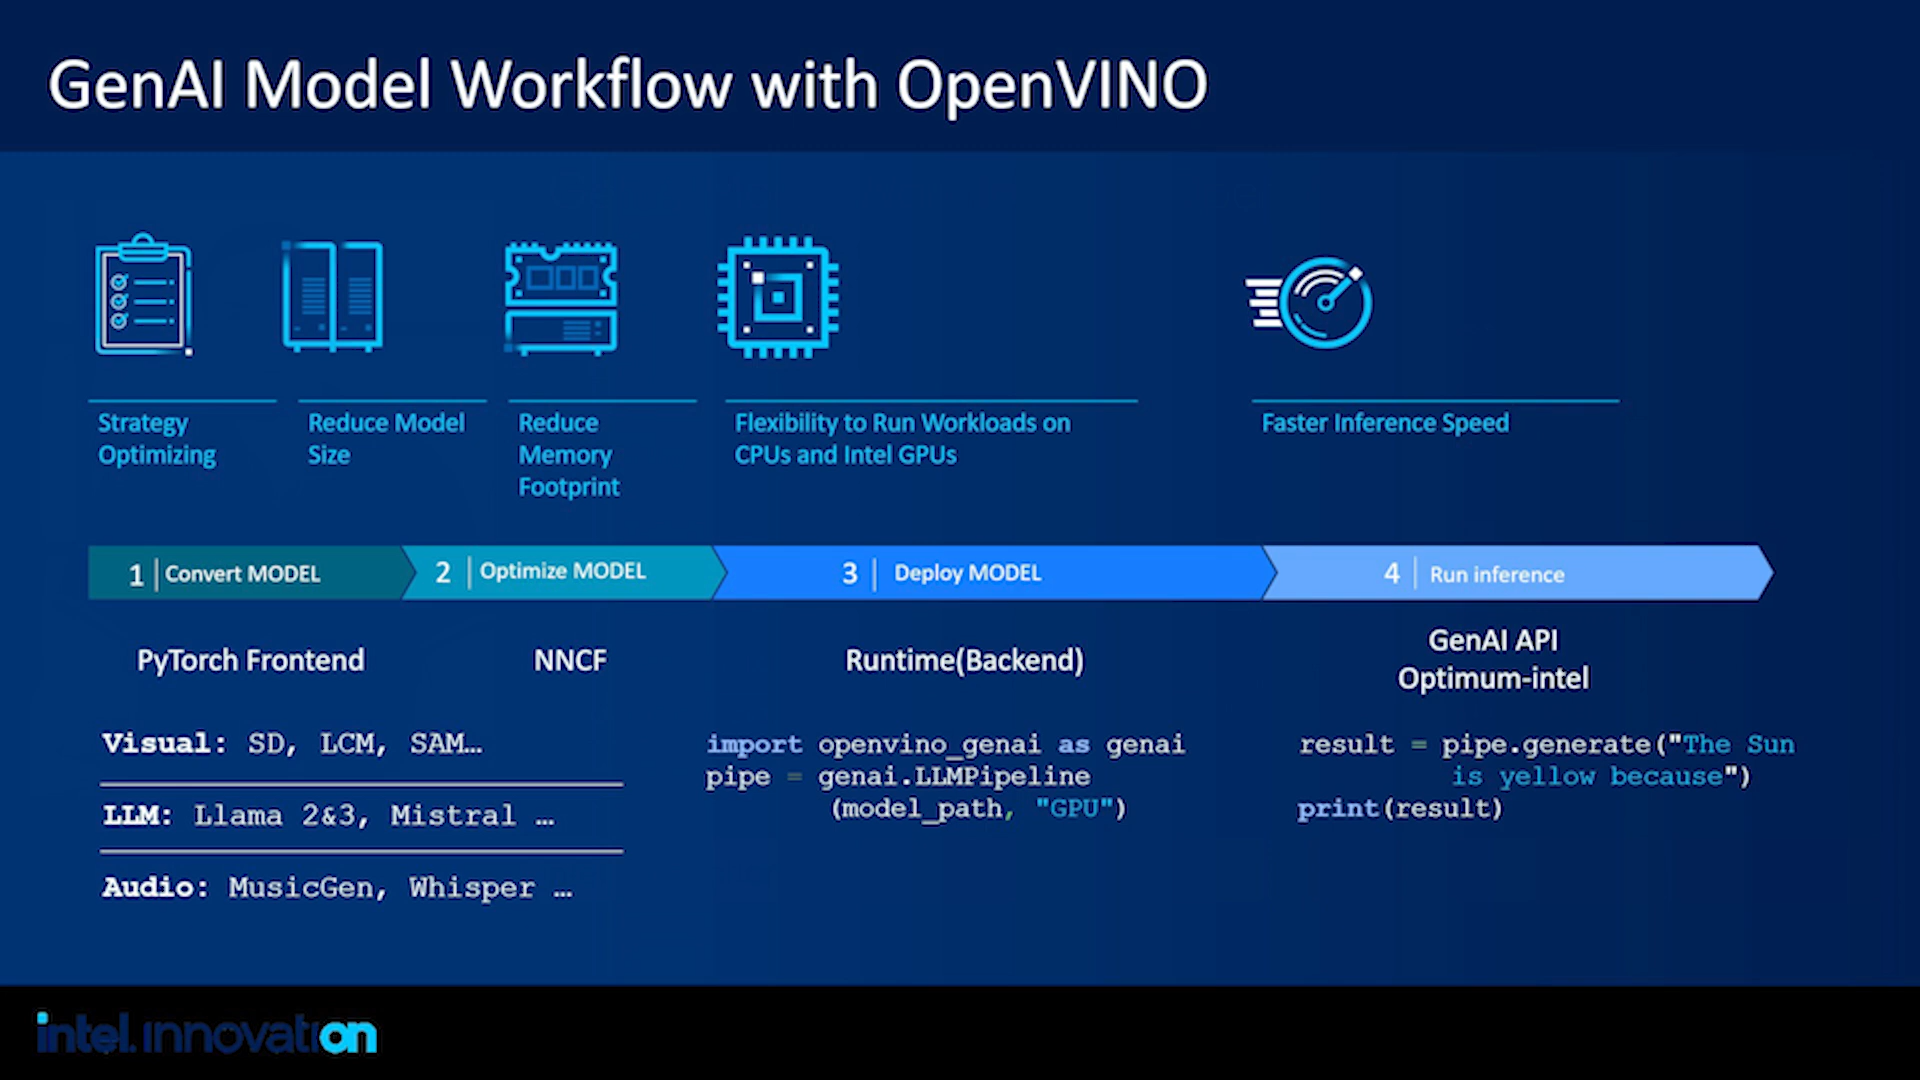 GenAI Model Workflow with OpenVINO
Strategy
Optimizing
Reduce Model
Size
Reduce
Memory
Footprint
Flexibility to Run Workloads on
CPUs and Intel GPUs
Faster Inference Speed
1 | Convert MODEL
2 | Optimize MODEL
3 | Deploy MODEL
4 | Run inference
PyTorch Frontend
NNCF
Runtime(Backend)
GenAI API
Optimum-intel
Visual: SD, LCM, SAM…
LLM: Llama 2&3, Mistral …
Audio: MusicGen, Whisper …
import openvino_genai as genai
pipe = genai.LLMPipeline
(model_path, "GPU")
result = pipe.generate("The Sun
is yellow because")
print(result)
intel. innovation